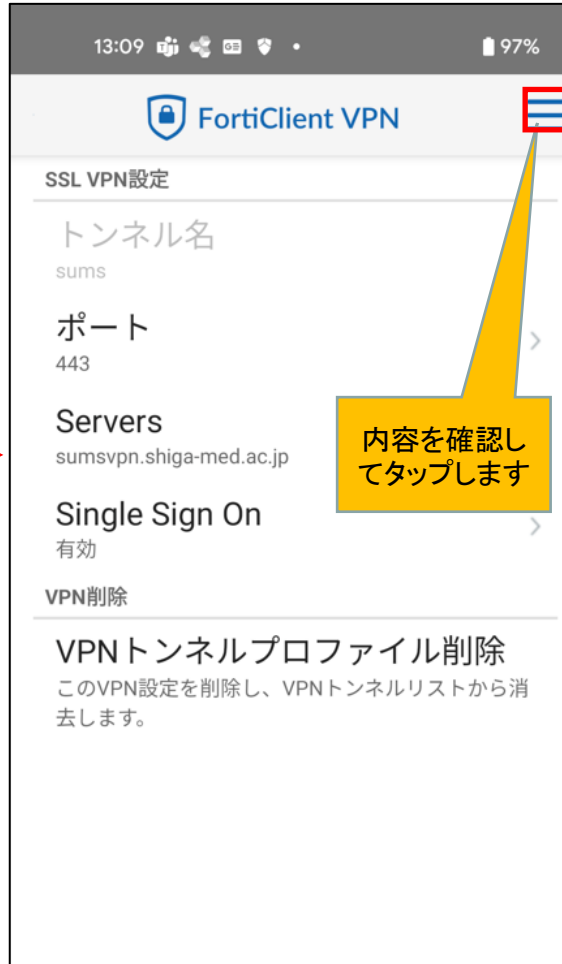 13:09 97%
FortiClient VPN
SSL VPN設定
トンネル名
sums
ポート
443
Servers
sumsvpn.shiga-med.ac.jp
内容を確認し
てタップします
Single Sign On
有効
VPN削除
VPNトンネルプロファイル削除
このVPN設定を削除し、VPNトンネルリストから消
去します。